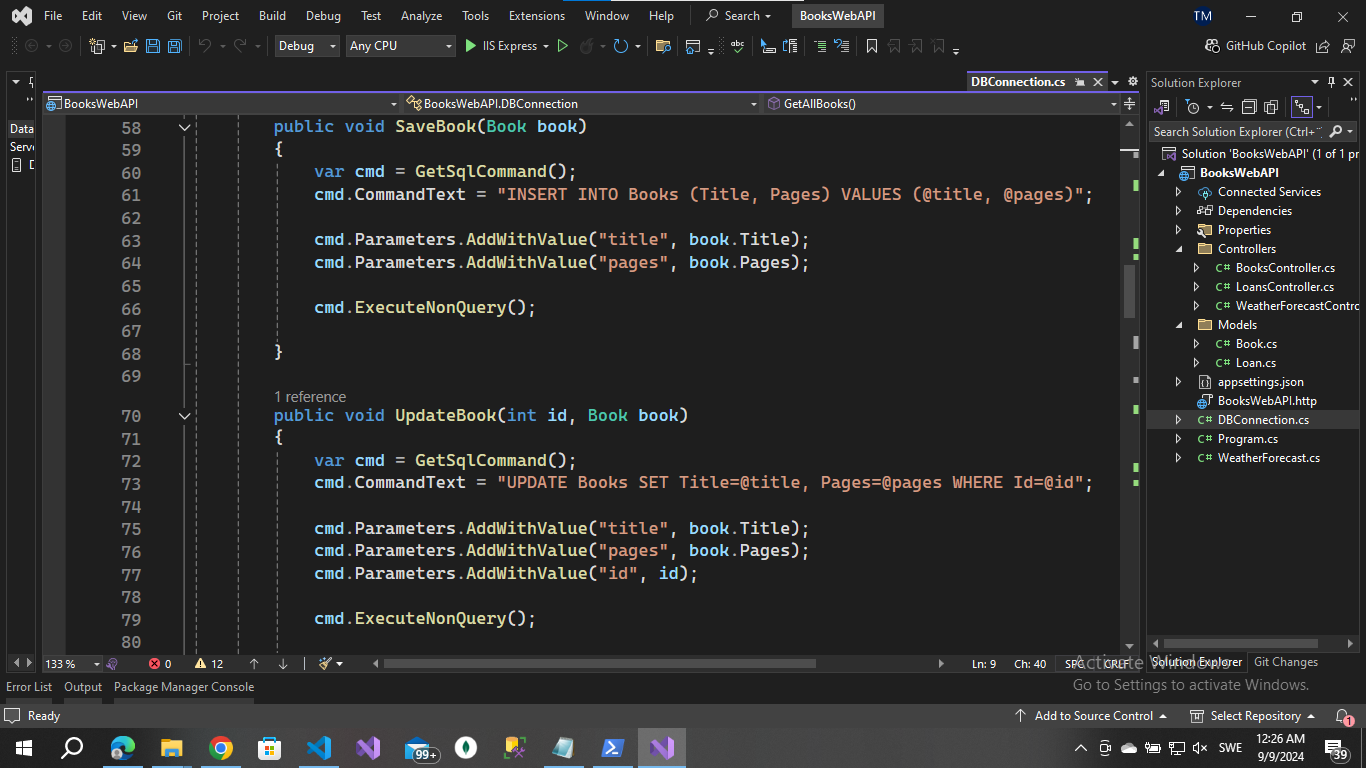 File Edit View Git Project Build Debug Test Analyze Tools Extensions Window Help Search BooksWebAPI TM
Debug Any CPU IIS Express GitHub Copilot
DBConnection.cs
BooksWebAPI BooksWebAPI.DBConnection GetAllBooks()
Data
58 public void SaveBook(Book book)
59 {
60 var cmd = GetSqlCommand();
61 cmd.CommandText = "INSERT INTO Books (Title, Pages) VALUES (@title, @pages)";
62
63 cmd.Parameters.AddWithValue("title", book.Title);
64 cmd.Parameters.AddWithValue("pages", book.Pages);
65
66 cmd.ExecuteNonQuery();
67
68 }
69
1 reference
70 public void UpdateBook(int id, Book book)
71 {
72 var cmd = GetSqlCommand();
73 cmd.CommandText = "UPDATE Books SET Title=@title, Pages=@pages WHERE Id=@id";
74
75 cmd.Parameters.AddWithValue("title", book.Title);
76 cmd.Parameters.AddWithValue("pages", book.Pages);
77 cmd.Parameters.AddWithValue("id", id);
78
79 cmd.ExecuteNonQuery();
80
133 % 0 12 Ln: 9 Ch: 40 SPC CRLF
Solution Explorer
Search Solution Explorer (Ctrl+
Solution 'BooksWebAPI' (1 of 1 pr
BooksWebAPI
Connected Services
Dependencies
Properties
Controllers
C# BooksController.cs
C# LoansController.cs
C# WeatherForecastContro
Models
C# Book.cs
C# Loan.cs
appsettings.json
BooksWebAPI.http
C# DBConnection.cs
C# Program.cs
C# WeatherForecast.cs
Solution Explorer Git Changes
Activate Windows
Go to Settings to activate Windows.
Error List Output Package Manager Console
Ready Add to Source Control Select Repository 1
99+ SWE 12:26 AM
9/9/2024 39